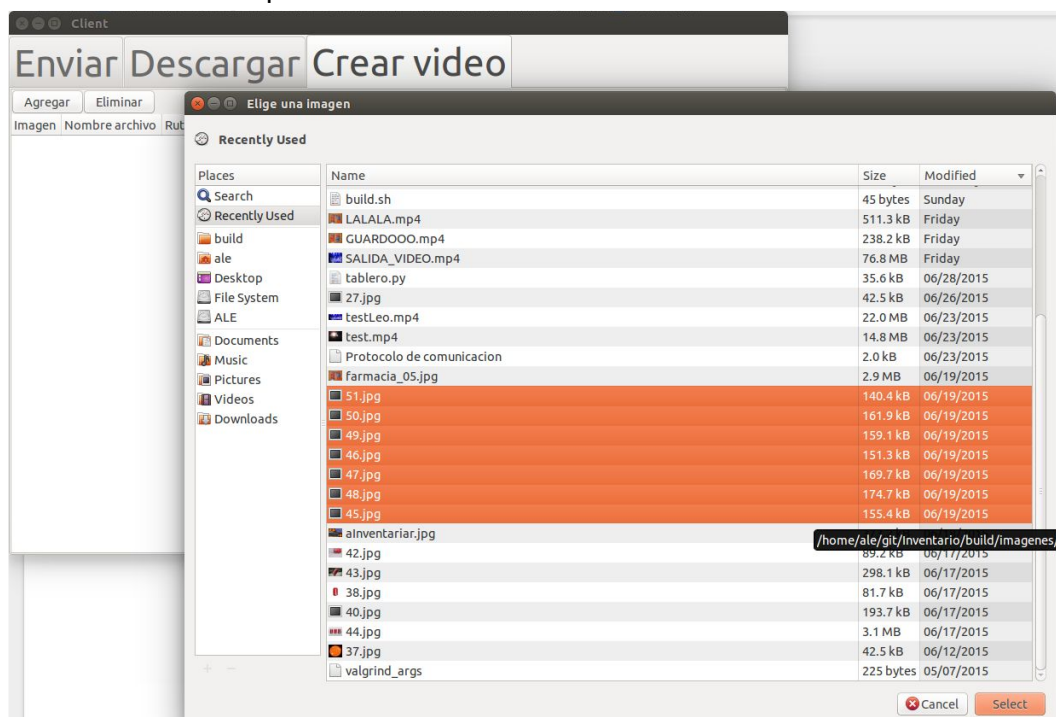 Client
Enviar Descargar Crear video
Agregar Eliminar
Imagen Nombre archivo Rut
Elige una imagen
Recently Used
Places
Search
Recently Used
build
ale
Desktop
File System
ALE
Documents
Music
Pictures
Videos
Downloads
Name Size Modified
build.sh 45 bytes Sunday
LALALA.mp4 511.3 kB Friday
GUARDOOO.mp4 238.2 kB Friday
SALIDA_VIDEO.mp4 76.8 MB Friday
tablero.py 35.6 kB 06/28/2015
27.jpg 42.5 kB 06/26/2015
testLeo.mp4 22.0 MB 06/23/2015
test.mp4 14.8 MB 06/23/2015
Protocolo de comunicacion 2.0 kB 06/23/2015
farmacia_05.jpg 2.9 MB 06/19/2015
51.jpg 140.4 kB 06/19/2015
50.jpg 161.9 kB 06/19/2015
49.jpg 159.1 kB 06/19/2015
46.jpg 151.3 kB 06/19/2015
47.jpg 169.7 kB 06/19/2015
48.jpg 174.7 kB 06/19/2015
45.jpg 155.4 kB 06/19/2015
aInventariar.jpg
/home/ale/git/Inventario/build/imagenes/
42.jpg 89.2 kB 06/17/2015
43.jpg 298.1 kB 06/17/2015
38.jpg 81.7 kB 06/17/2015
40.jpg 193.7 kB 06/17/2015
44.jpg 3.1 MB 06/17/2015
37.jpg 42.5 kB 06/12/2015
valgrind_args 225 bytes 05/07/2015
Cancel Select